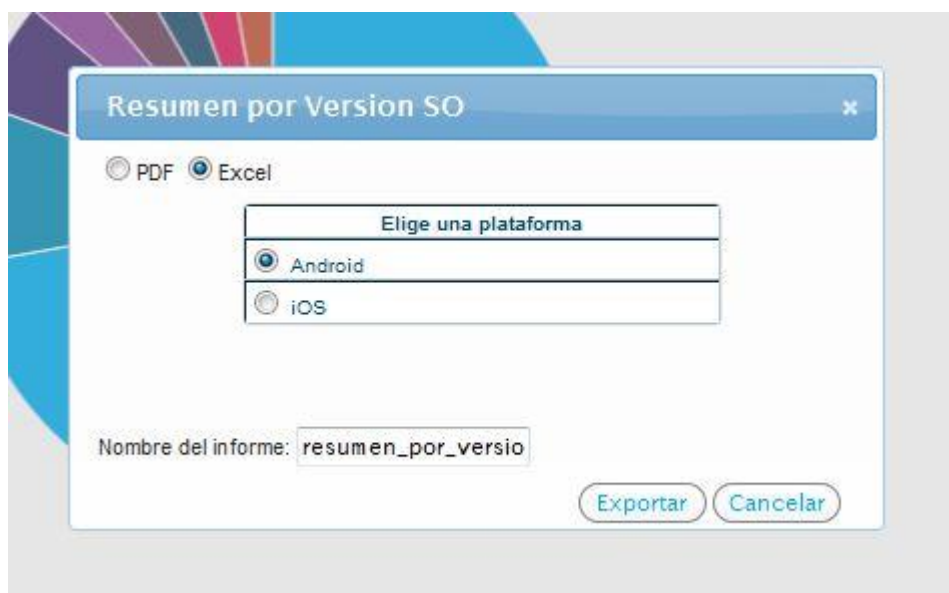 Resumen por Version SO
PDF Excel
Elige una plataforma
Android
iOS
Nombre del informe: resumen_por_versio
Exportar Cancelar